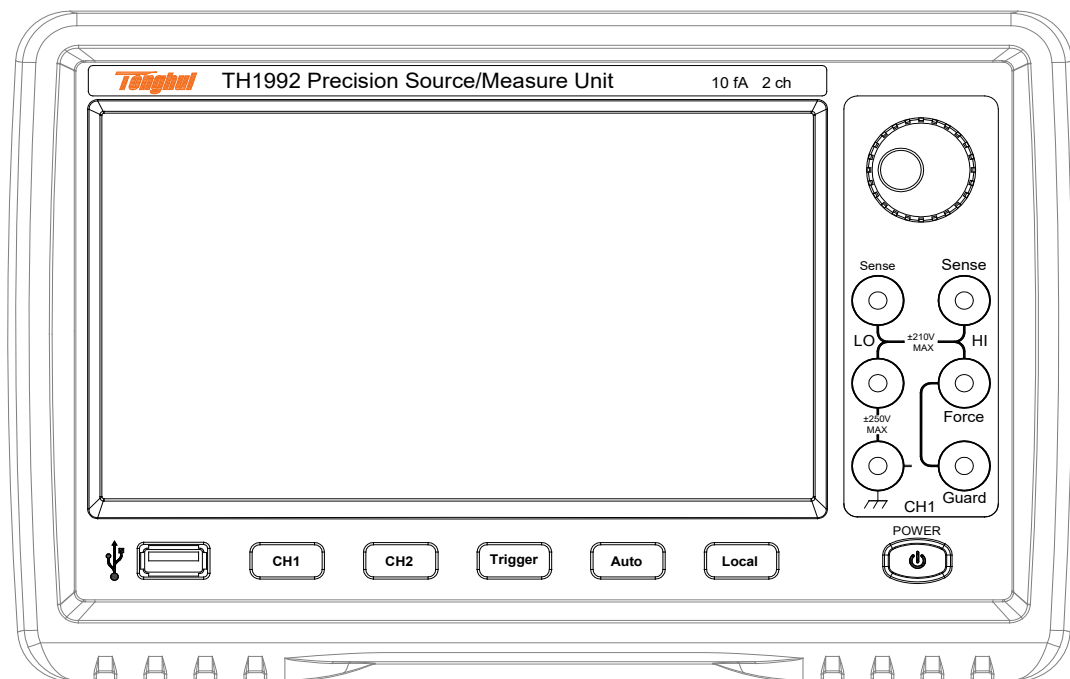 Tonghui TH1992 Precision Source/Measure Unit 10 fA 2 ch
Sense Sense
LO ±210V MAX HI
±250V MAX
Force
Guard
CH1
POWER
CH1 CH2 Trigger Auto Local